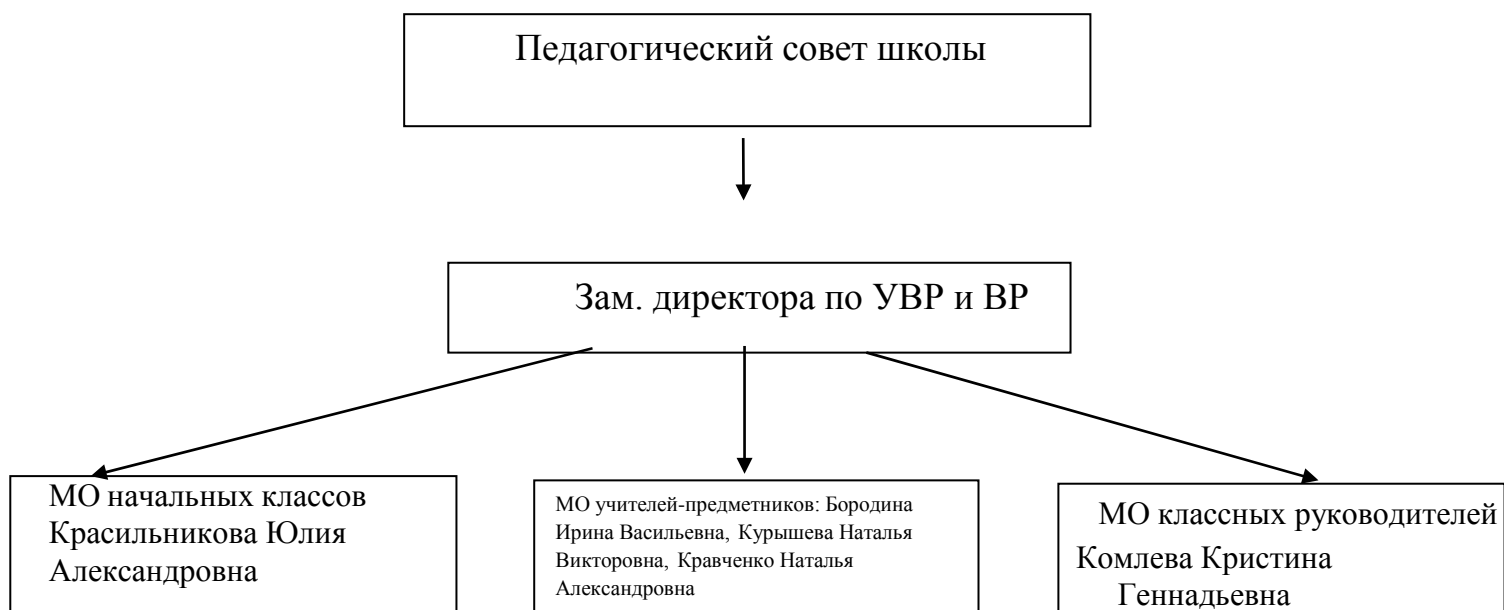 Педагогический совет школы
Зам. директора по УВР и ВР
МО начальных классов
Красильникова Юлия
Александровна
МО учителей-предметников: Бородина
Ирина Васильевна, Курышева Наталья
Викторовна, Кравченко Наталья
Александровна
МО классных руководителей
Комлева Кристина
Геннадьевна